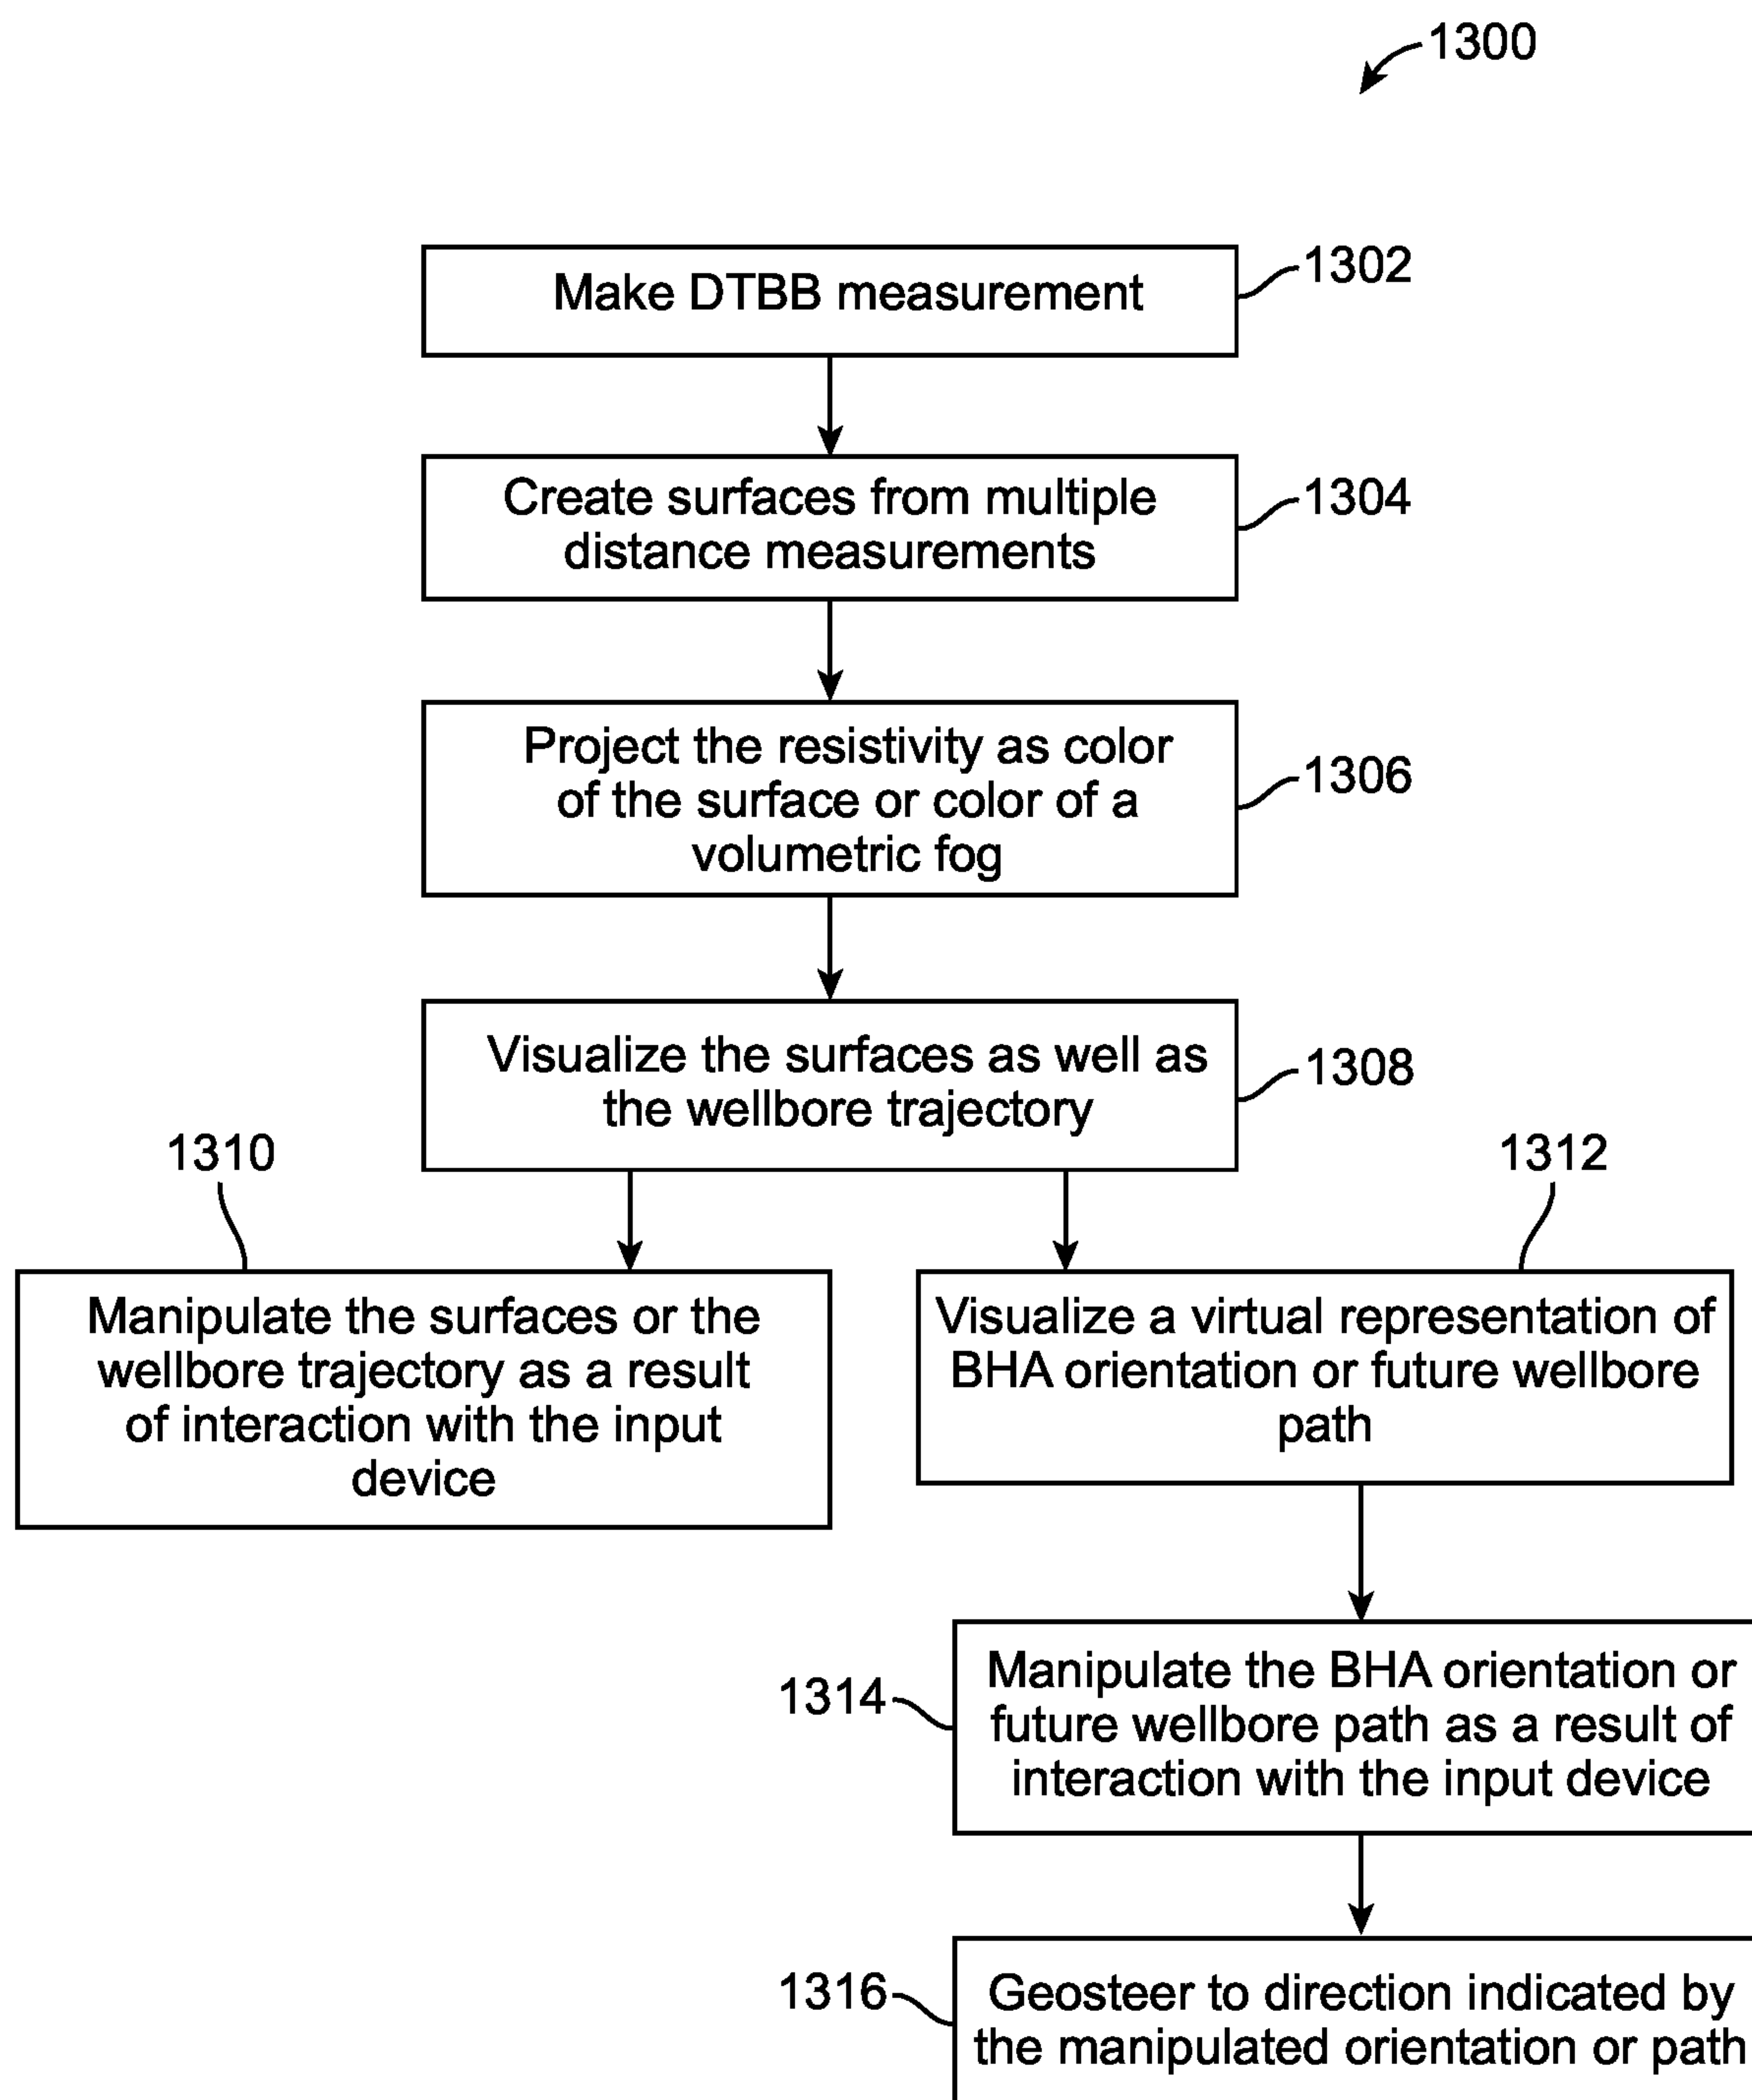 1300
Make DTBB measurement
1302
Create surfaces from multiple
distance measurements
1304
Project the resistivity as color
of the surface or color of a
volumetric fog
1306
Visualize the surfaces as well as
the wellbore trajectory
1308
1310
Manipulate the surfaces or the
wellbore trajectory as a result
of interaction with the input
device
1312
Visualize a virtual representation of
BHA orientation or future wellbore
path
1314
Manipulate the BHA orientation or
future wellbore path as a result of
interaction with the input device
1316
Geosteer to direction indicated by
the manipulated orientation or path